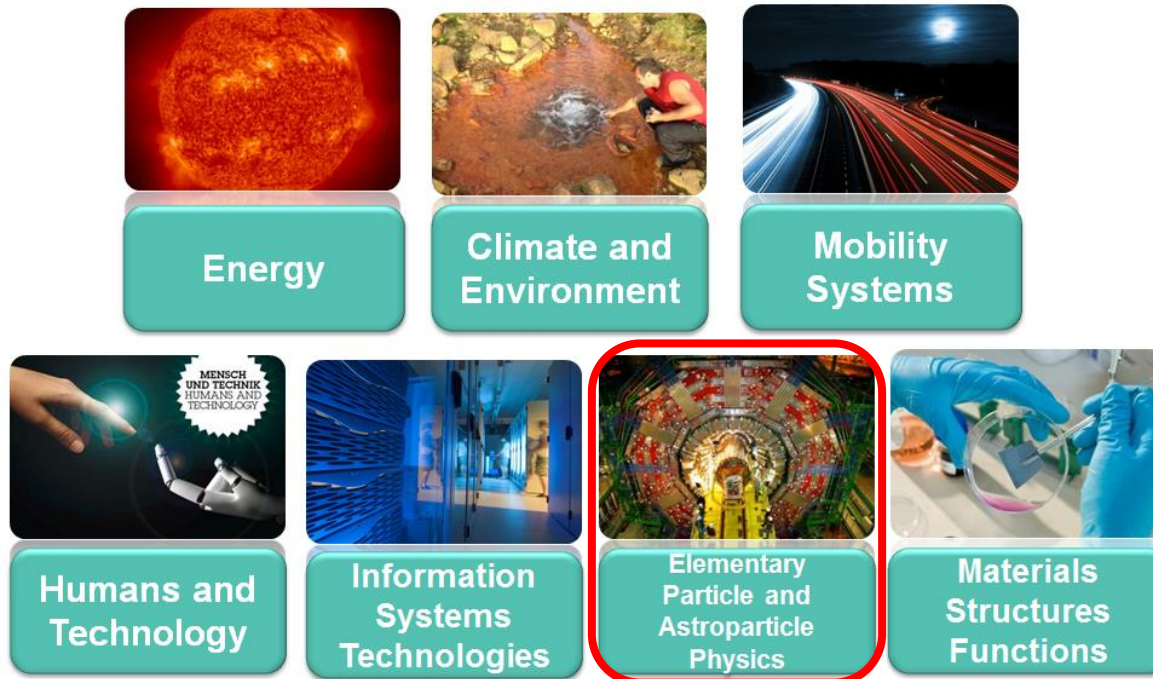 Energy
Climate and
Environment
Mobility
Systems
MENSCH
UND TECHNIK
HUMANS AND
TECHNOLOGY
Humans and
Technology
Information
Systems
Technologies
Elementary
Particle and
Astroparticle
Physics
Materials
Structures
Functions